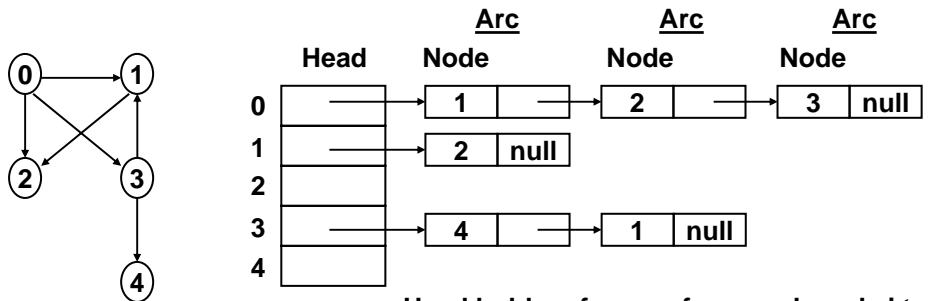 Arc Arc Arc
Head Node Node Node
0 1
2 3
4
0 1 2 3 null
1 2 null
2
3 4 1 null
4